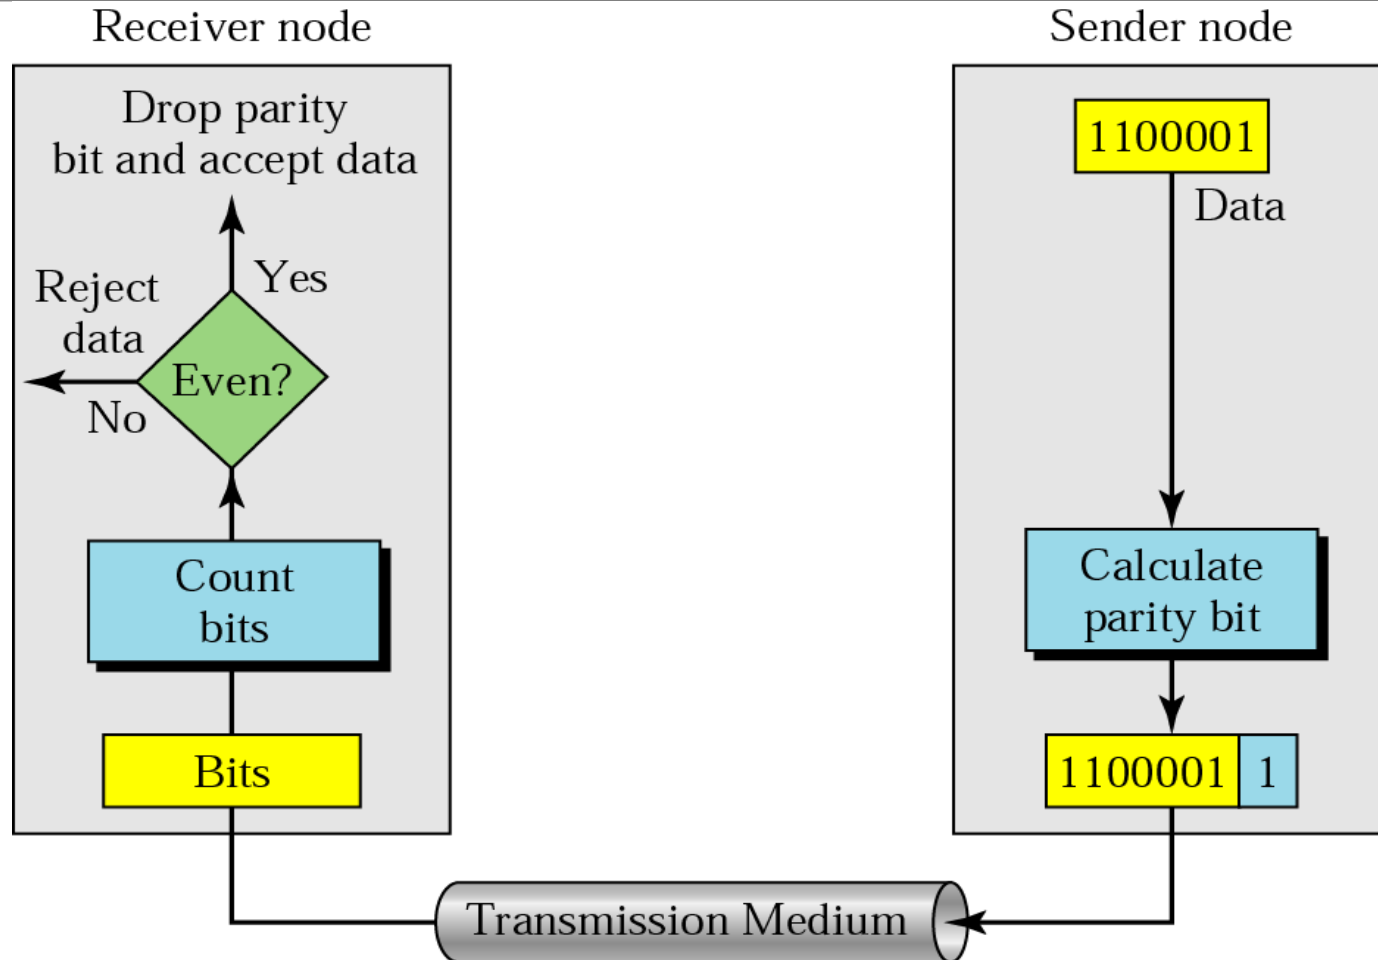 Receiver node
Drop parity
bit and accept data
Yes
Reject
data
Even?
No
Count
bits
Bits
Sender node
1100001
Data
Calculate
parity bit
1100001 1
Transmission Medium